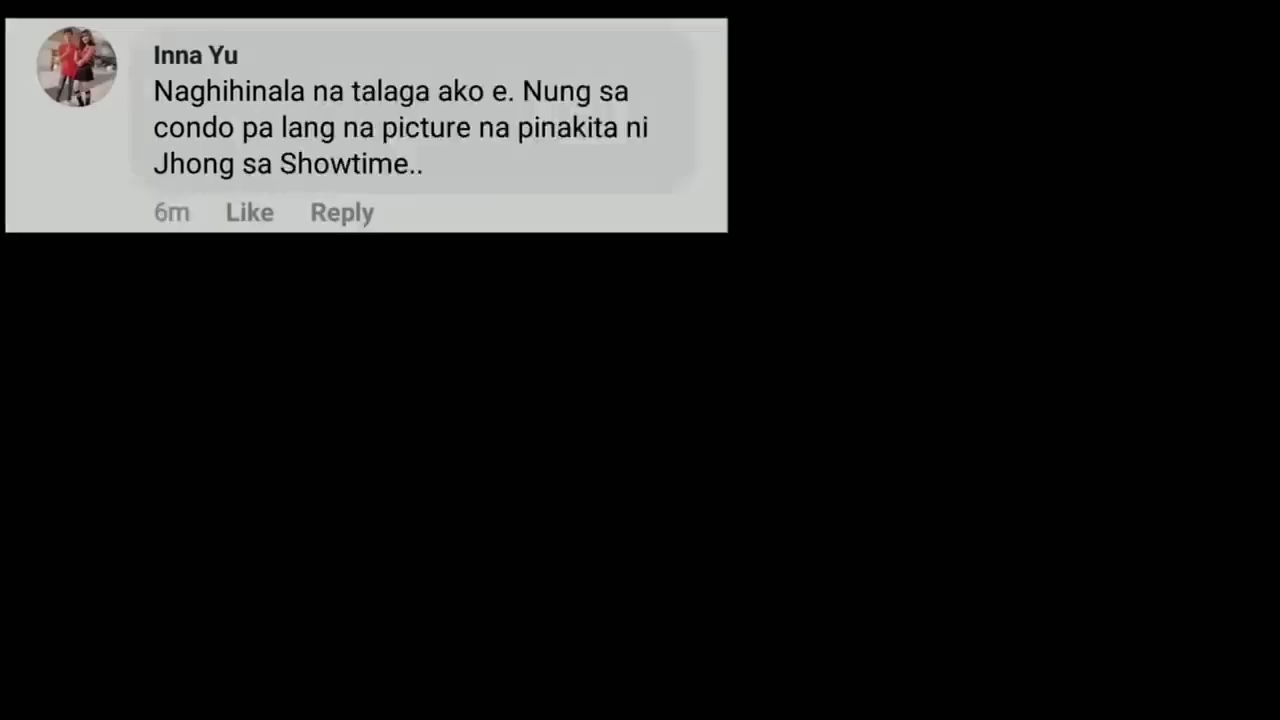 Inna Yu
Naghihinala na talaga ako e. Nung sa
condo pa lang na picture na pinakita ni
Jhong sa Showtime..
6m Like Reply